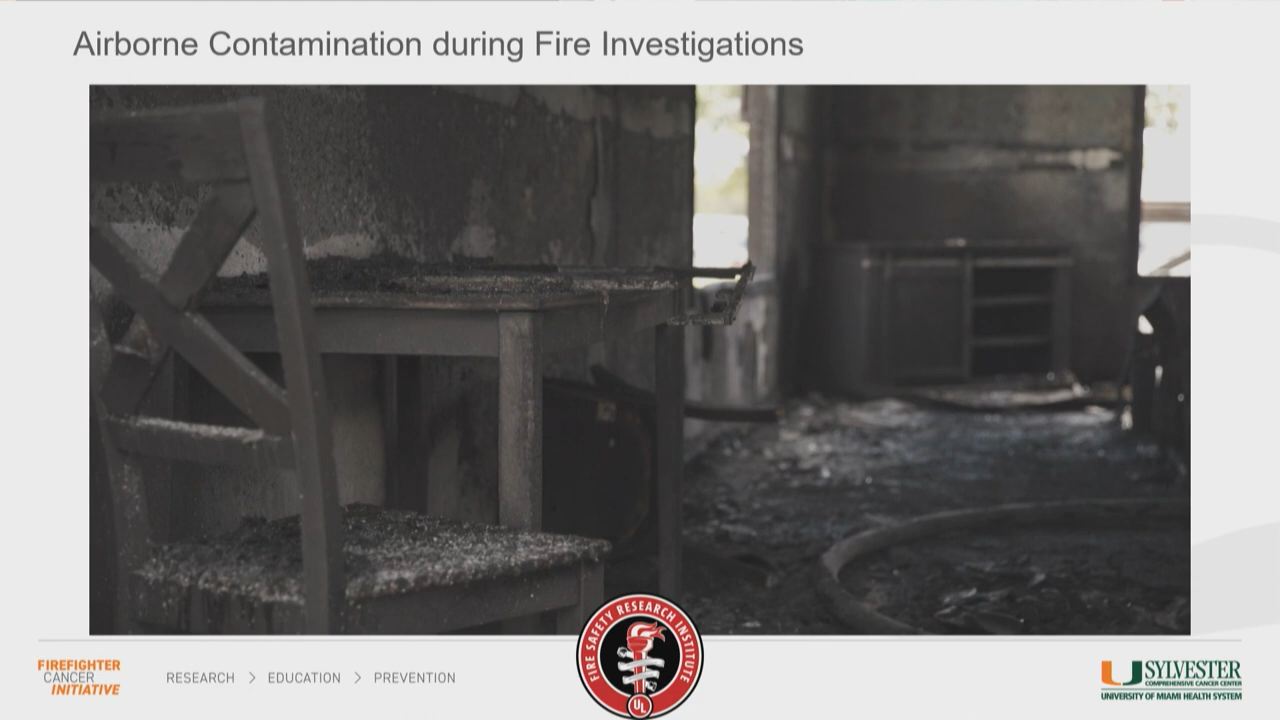 Airborne Contamination during Fire Investigations
FIREFIGHTER
CANCER
INITIATIVE
RESEARCH > EDUCATION > PREVENTION
FIRE SAFETY RESEARCH INSTITUTE
UL
SYLVESTER
COMPREHENSIVE CANCER CENTER
UNIVERSITY OF MIAMI HEALTH SYSTEM